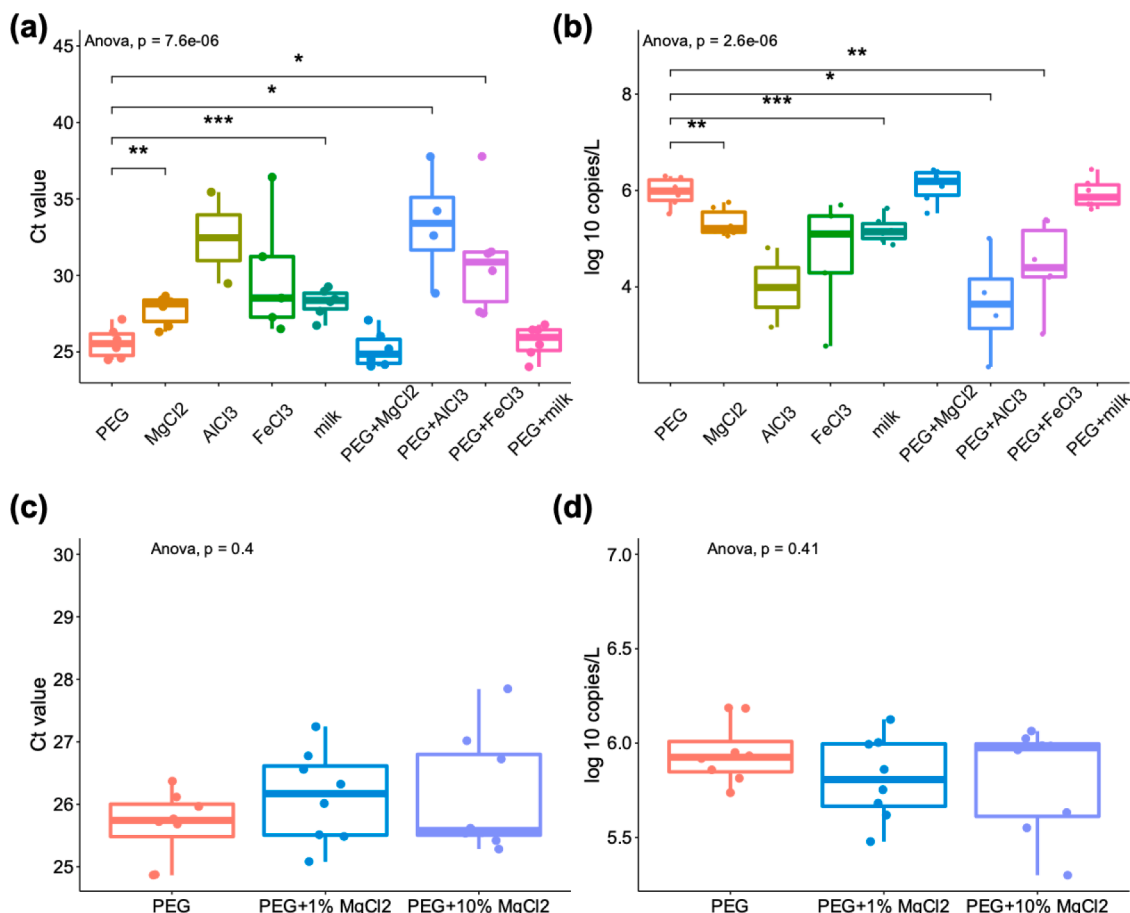 (a)
Anova, p = 7.6e-06
45
40
35
30
25
Ct value
*
*
***
**
PEG
MgCl2
AlCl3
FeCl3
milk
PEG+MgCl2
PEG+AlCl3
PEG+FeCl3
PEG+milk
(b)
Anova, p = 2.6e-06
8
6
4
log 10 copies/L
**
*
***
**
PEG
MgCl2
AlCl3
FeCl3
milk
PEG+MgCl2
PEG+AlCl3
PEG+FeCl3
PEG+milk
(c)
Anova, p = 0.4
30
29
28
27
26
25
Ct value
PEG
PEG+1% MgCl2
PEG+10% MgCl2
(d)
Anova, p = 0.41
7.0
6.5
6.0
5.5
log 10 copies/L
PEG
PEG+1% MgCl2
PEG+10% MgCl2